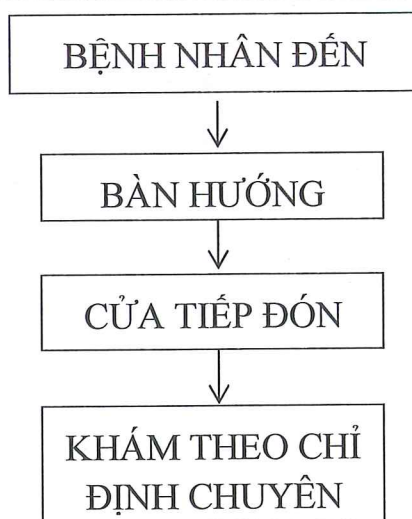 BỆNH NHÂN ĐẾN
BÀN HƯỚNG
CỬA TIẾP ĐÓN
KHÁM THEO CHỈ
ĐỊNH CHUYÊN